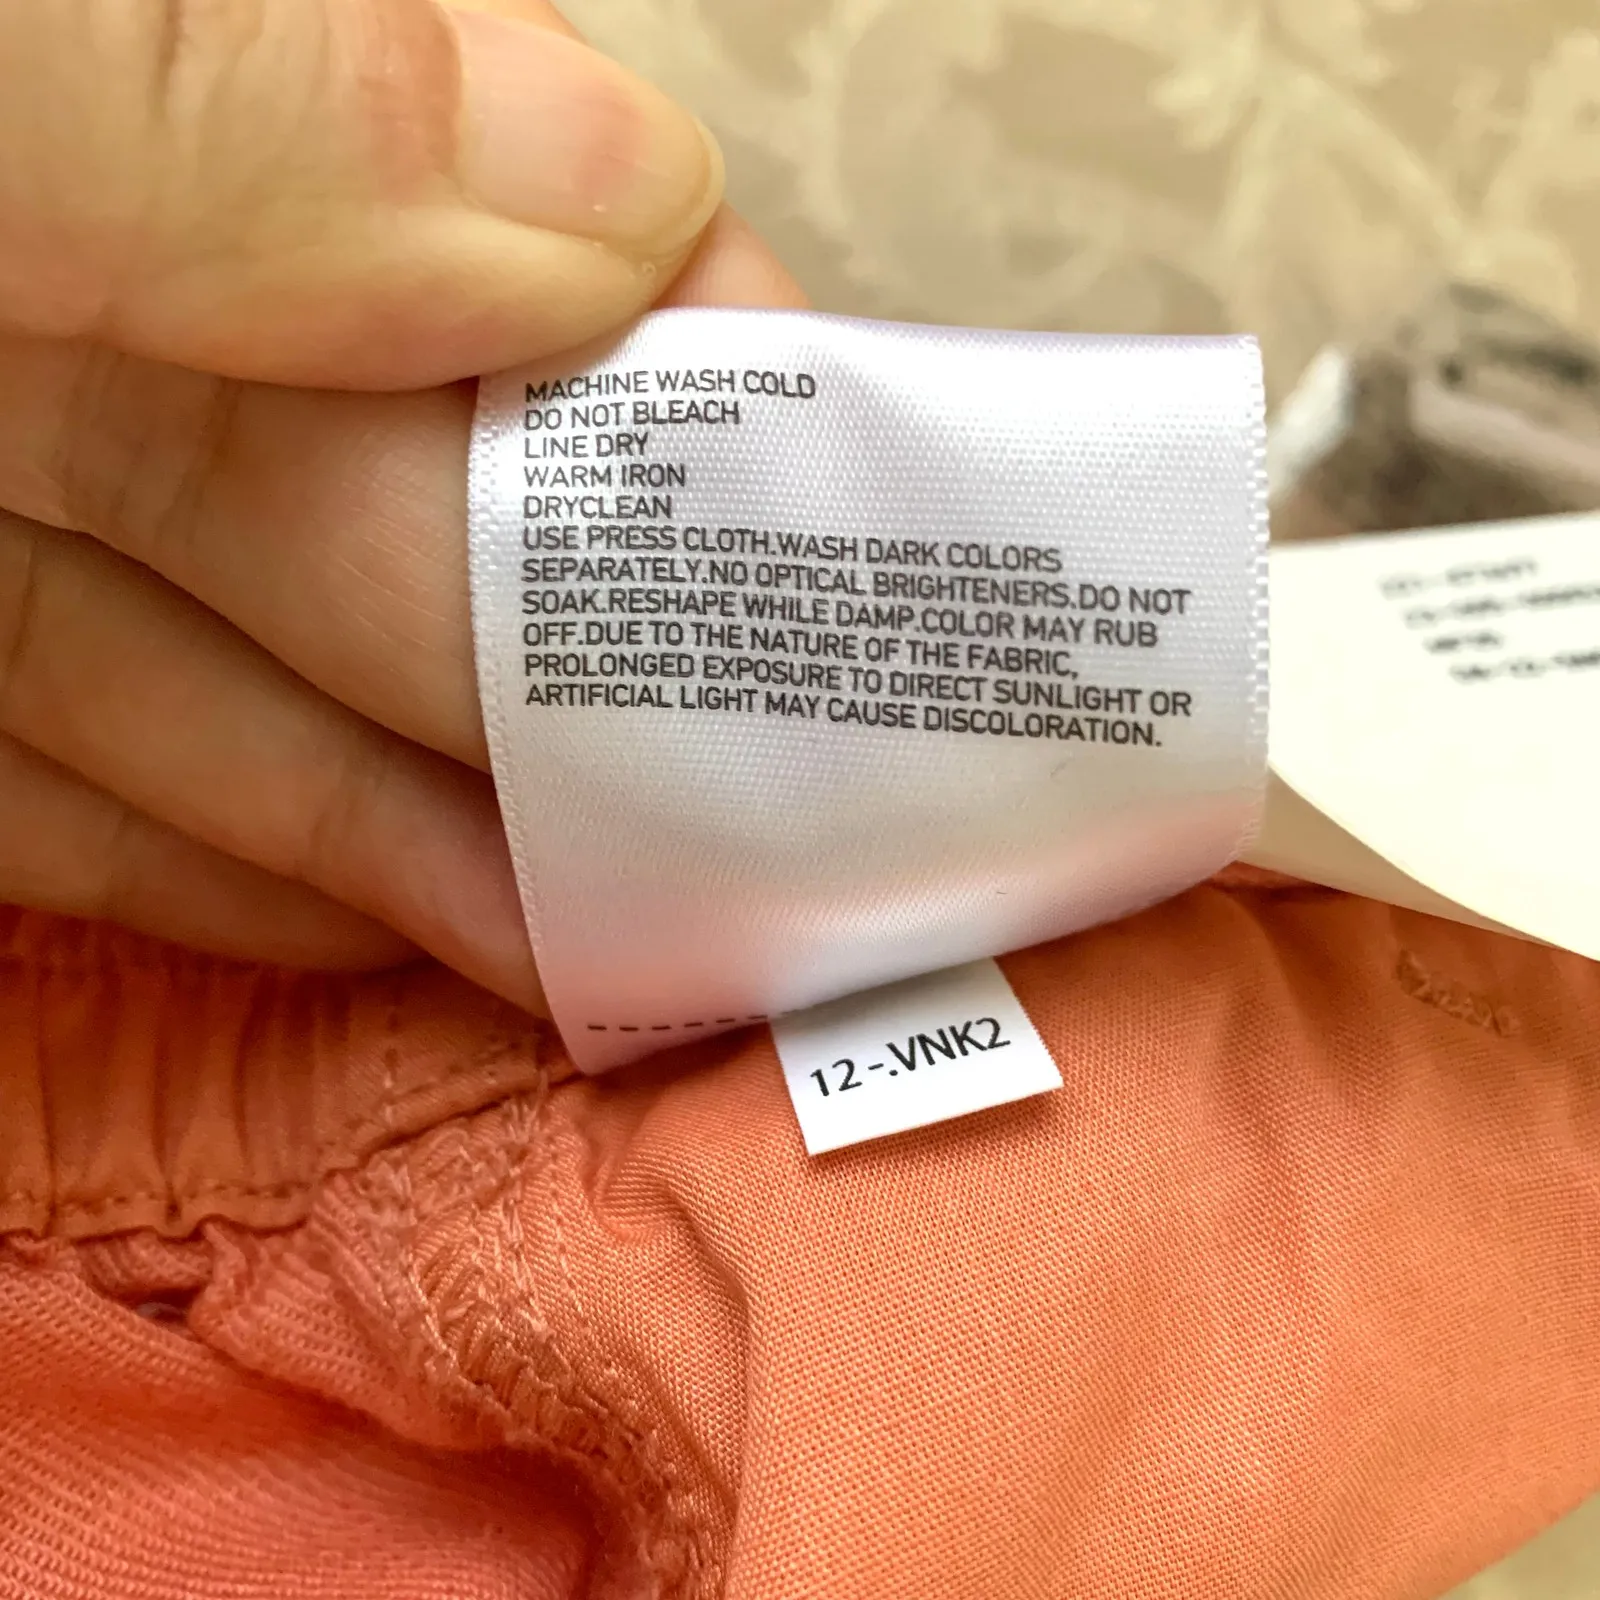 MACHINE WASH COLD
DO NOT BLEACH
LINE DRY
WARM IRON
DRYCLEAN
USE PRESS CLOTH.WASH DARK COLORS
SEPARATELY.NO OPTICAL BRIGHTENERS.DO NOT
SOAK.RESHAPE WHILE DAMP.COLOR MAY RUB
OFF.DUE TO THE NATURE OF THE FABRIC,
PROLONGED EXPOSURE TO DIRECT SUNLIGHT OR
ARTIFICIAL LIGHT MAY CAUSE DISCOLORATION.
12-.VNK2